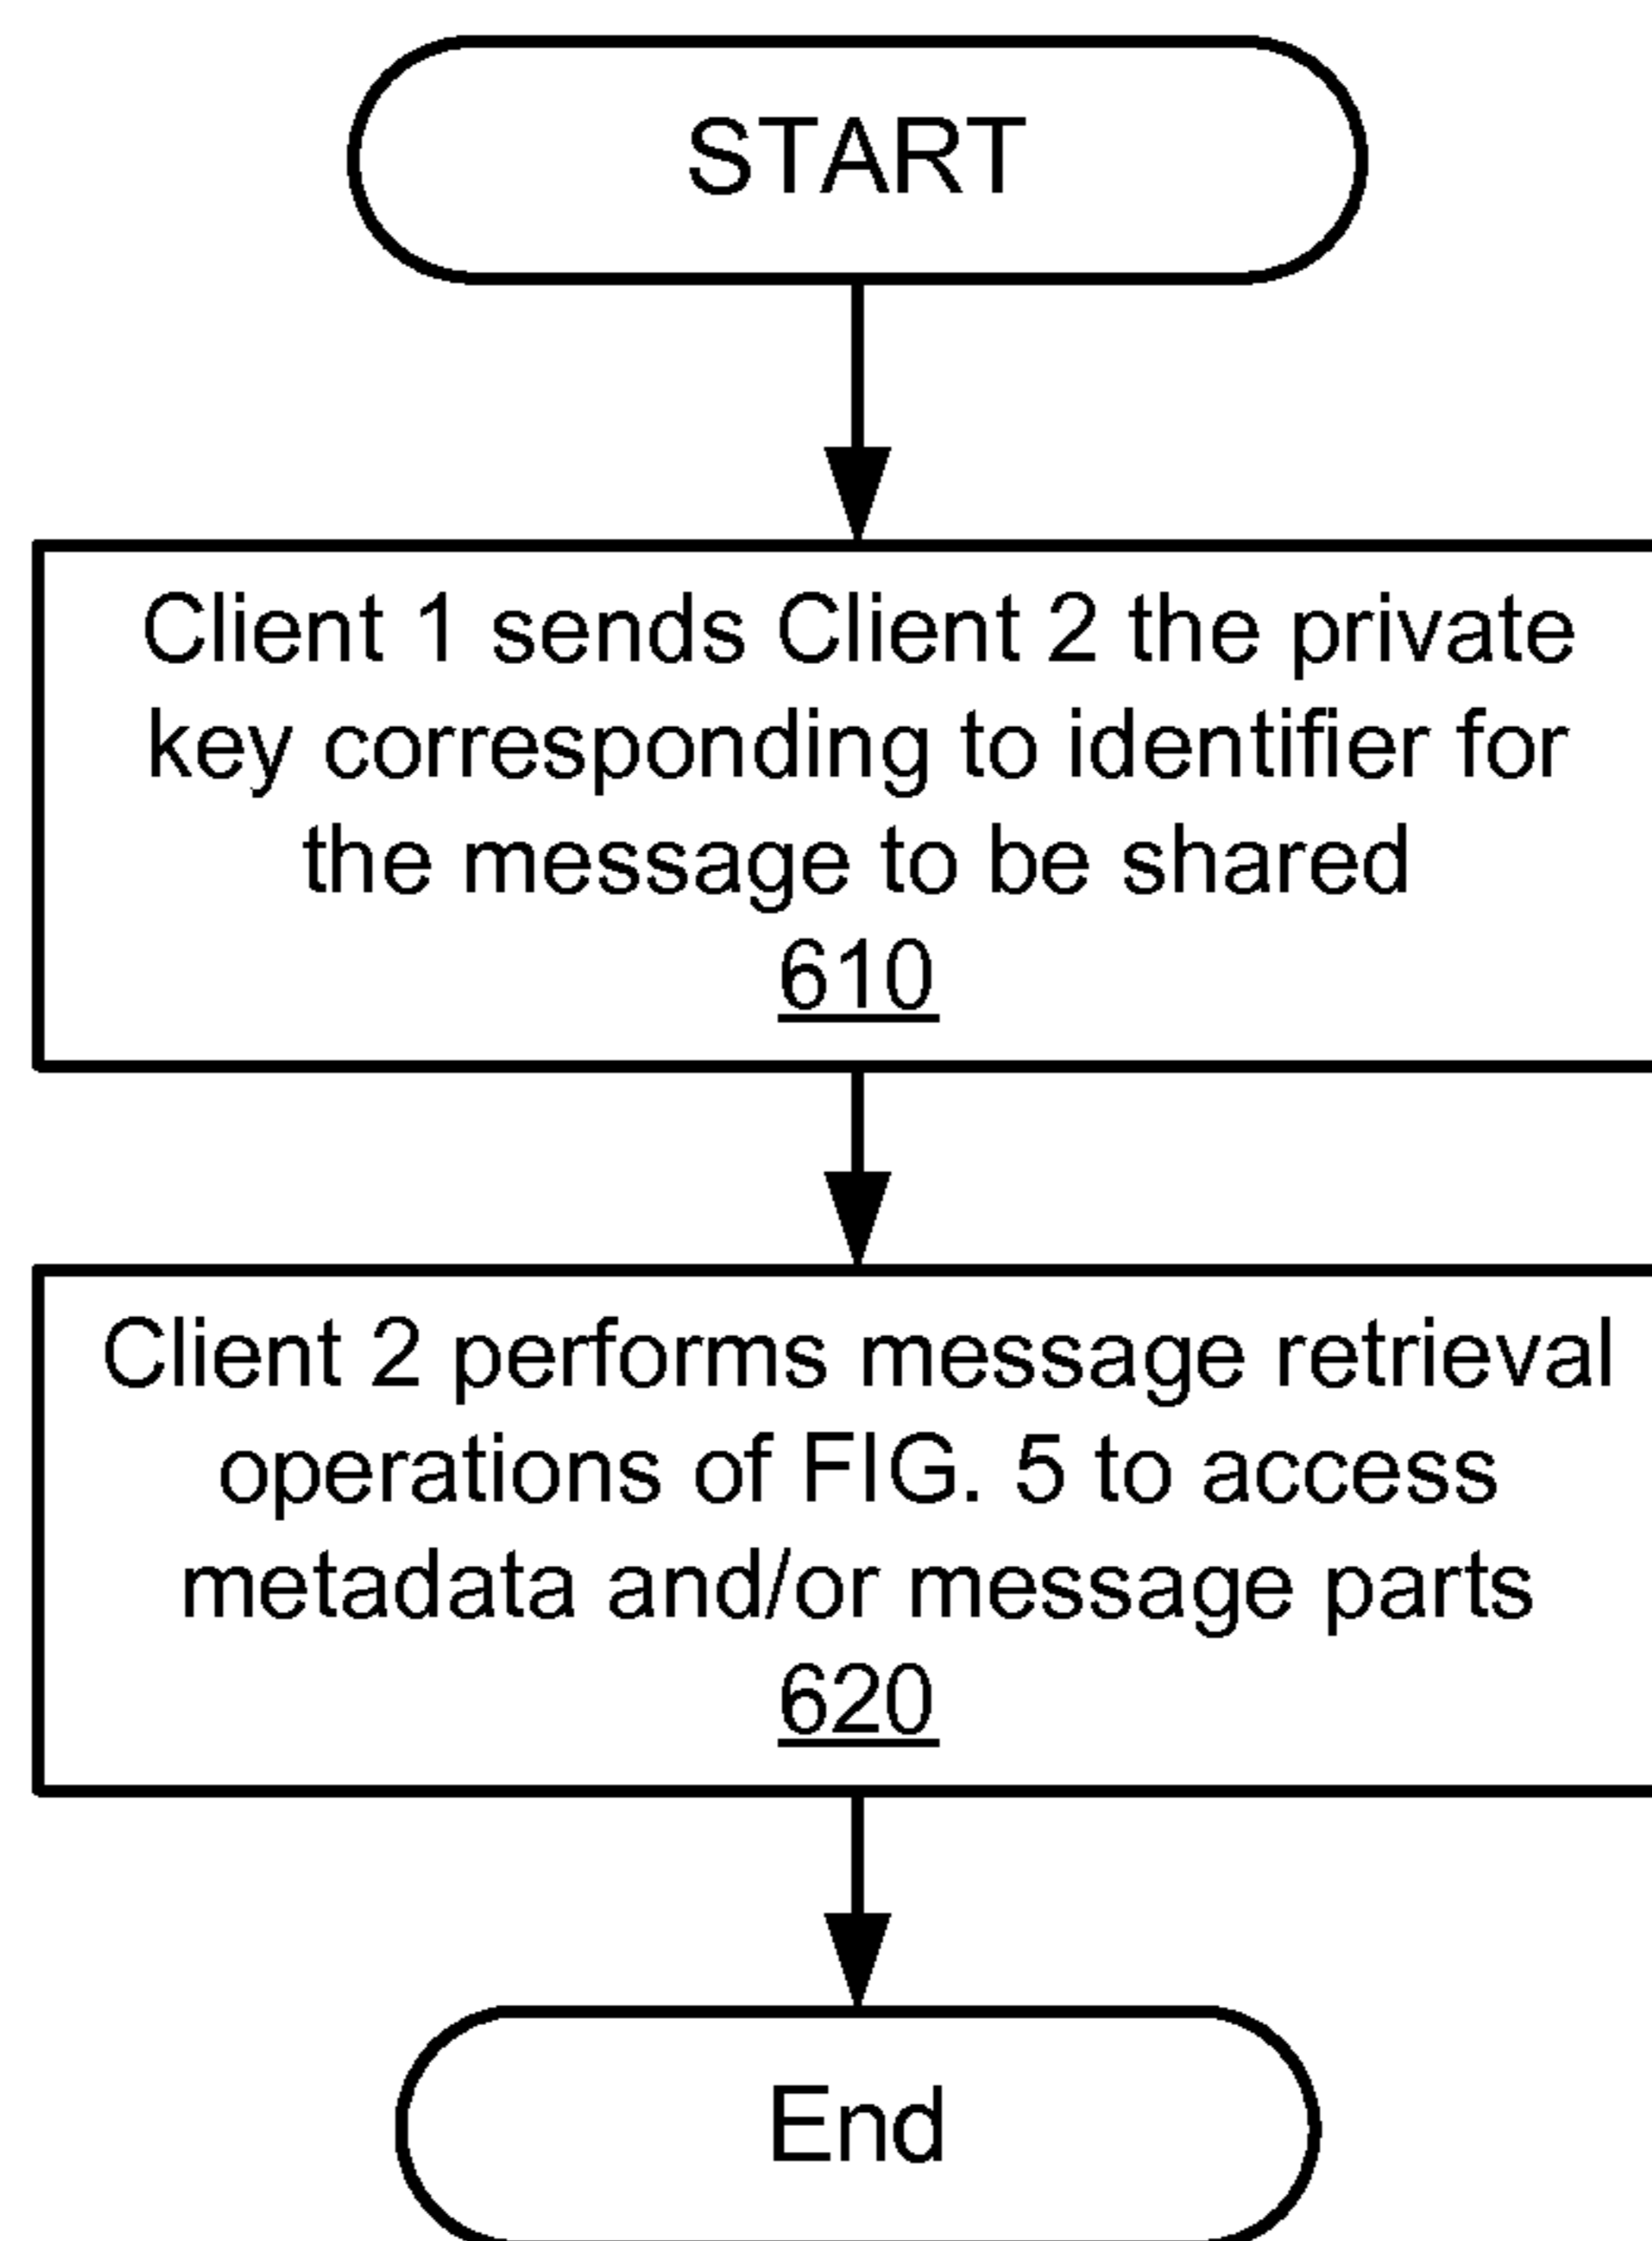 START
Client 1 sends Client 2 the private
key corresponding to identifier for
the message to be shared
610
Client 2 performs message retrieval
operations of FIG. 5 to access
metadata and/or message parts
620
End